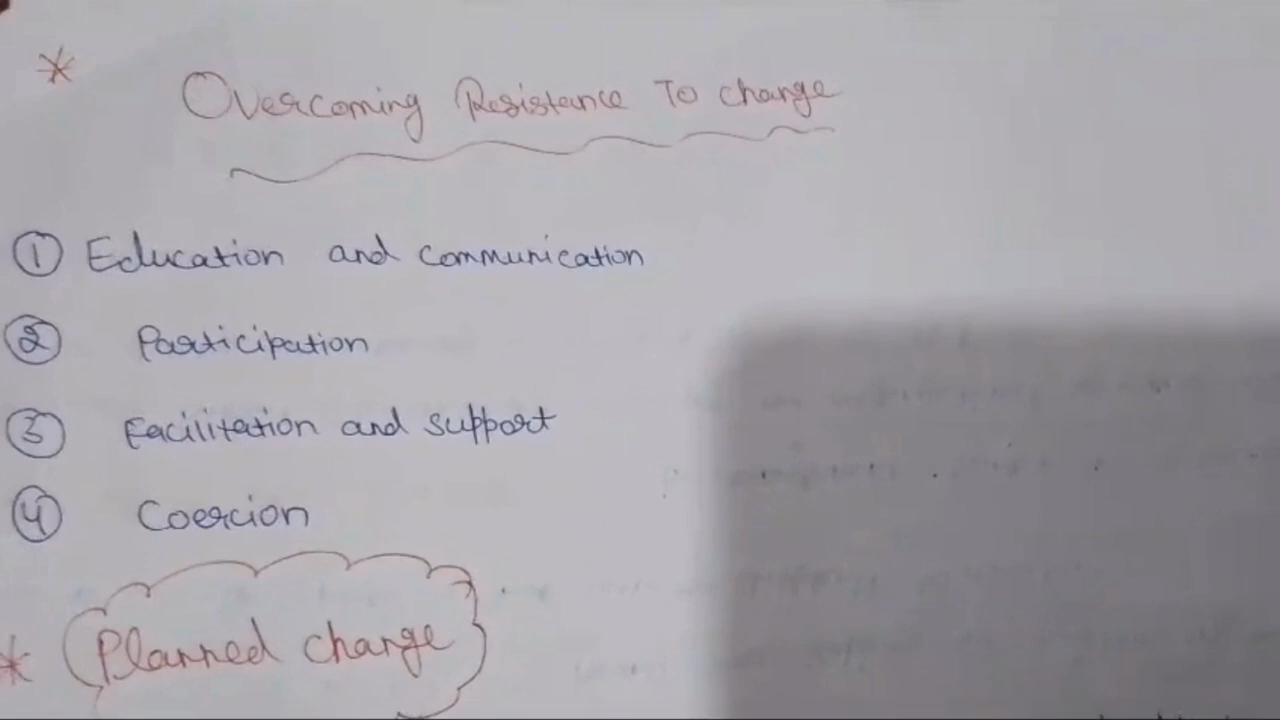 * Overcoming Resistance To change
① Education and communication
② Participation
③ Facilitation and support
④ Coercion
* Planned change